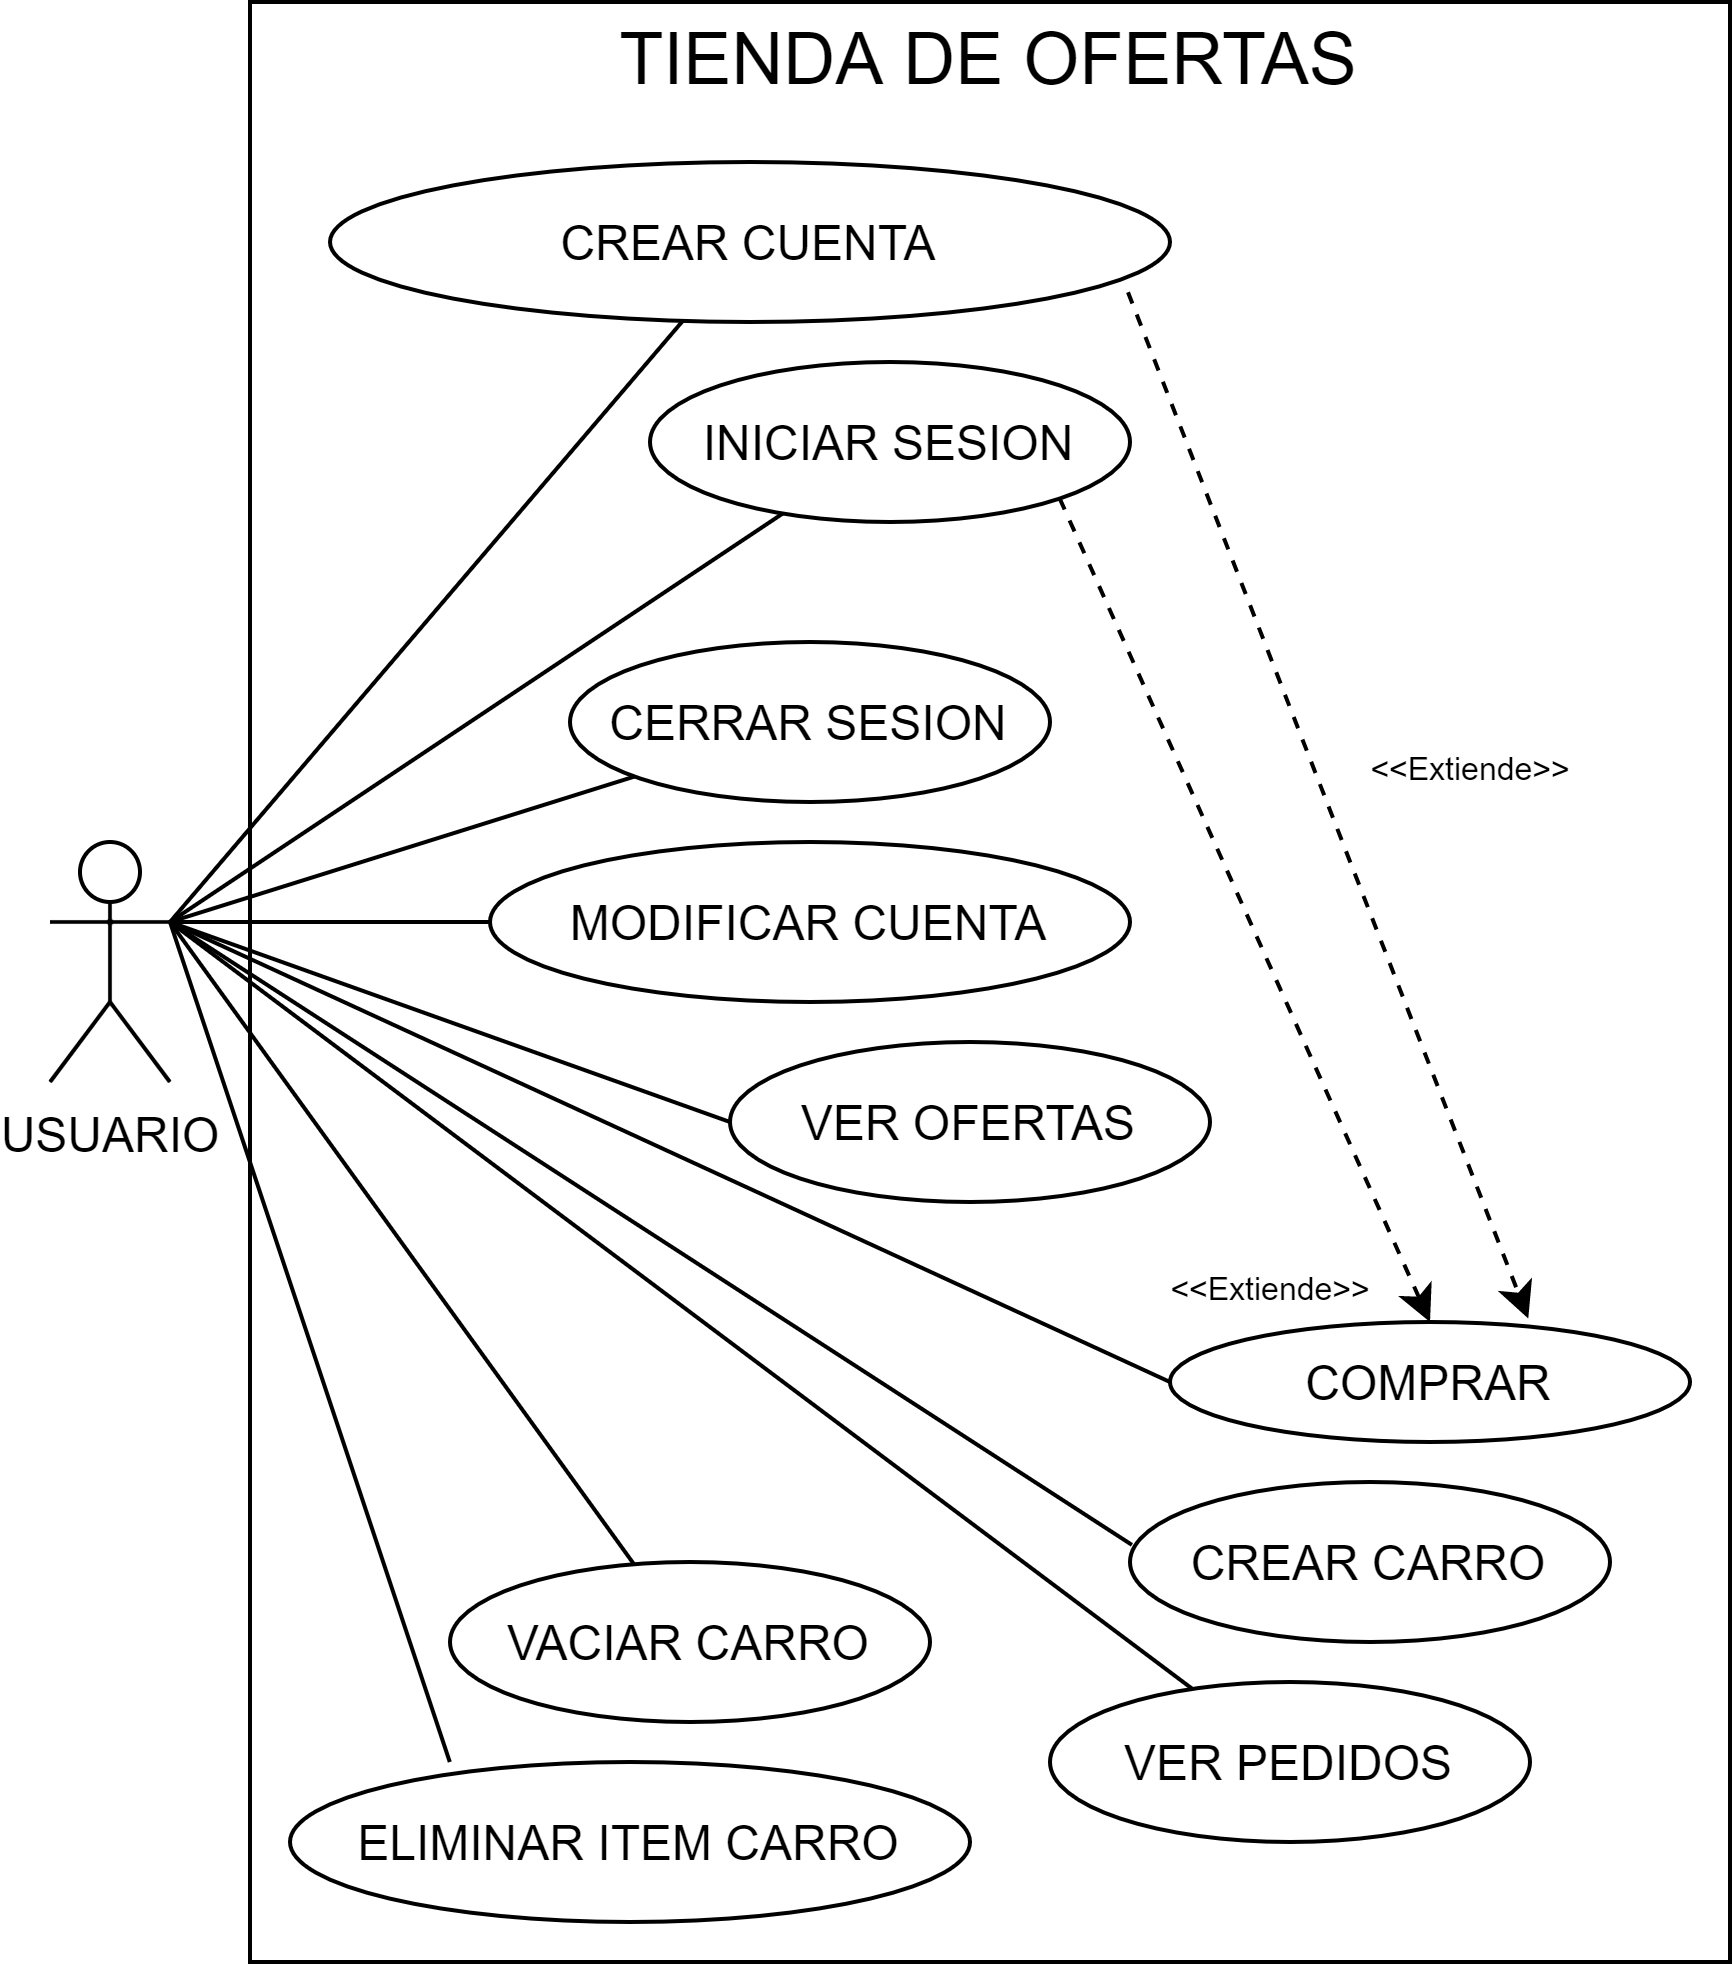 TIENDA DE OFERTAS
CREAR CUENTA
INICIAR SESION
CERRAR SESION
<<Extiende>>
MODIFICAR CUENTA
VER OFERTAS
USUARIO
<<Extiende>>
COMPRAR
CREAR CARRO
VACIAR CARRO
VER PEDIDOS
ELIMINAR ITEM CARRO